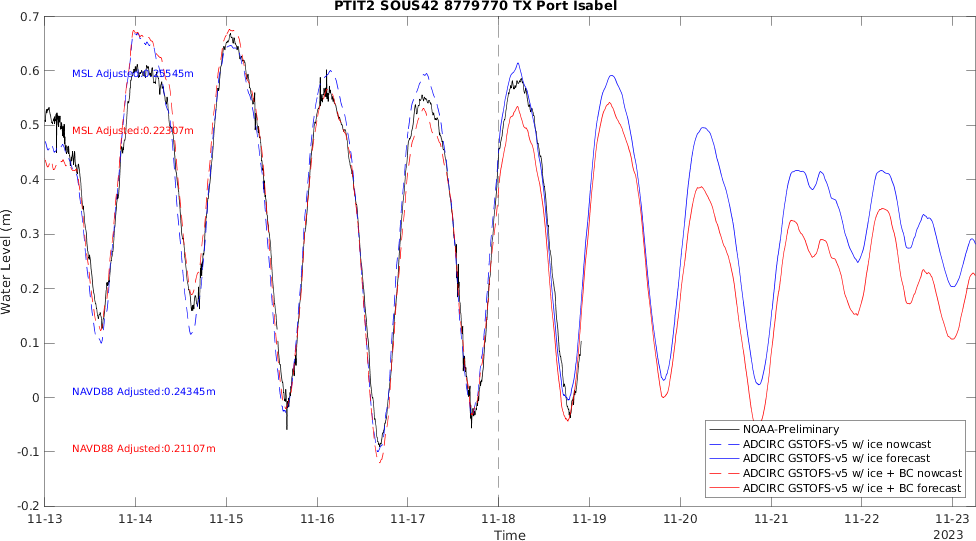 PTIT2 SOUS42 8779770 TX Port Isabel
Water Level (m)
0.7
0.6
0.5
0.4
0.3
0.2
0.1
0
-0.1
-0.2
MSL Adjusted:0.25545m
MSL Adjusted:0.22307m
NAVD88 Adjusted:0.24345m
NAVD88 Adjusted:0.21107m
NOAA-Preliminary
ADCIRC GSTOFS-v5 w/ ice nowcast
ADCIRC GSTOFS-v5 w/ ice forecast
ADCIRC GSTOFS-v5 w/ ice + BC nowcast
ADCIRC GSTOFS-v5 w/ ice + BC forecast
11-13 11-14 11-15 11-16 11-17 11-18 11-19 11-20 11-21 11-22 11-23
Time
2023